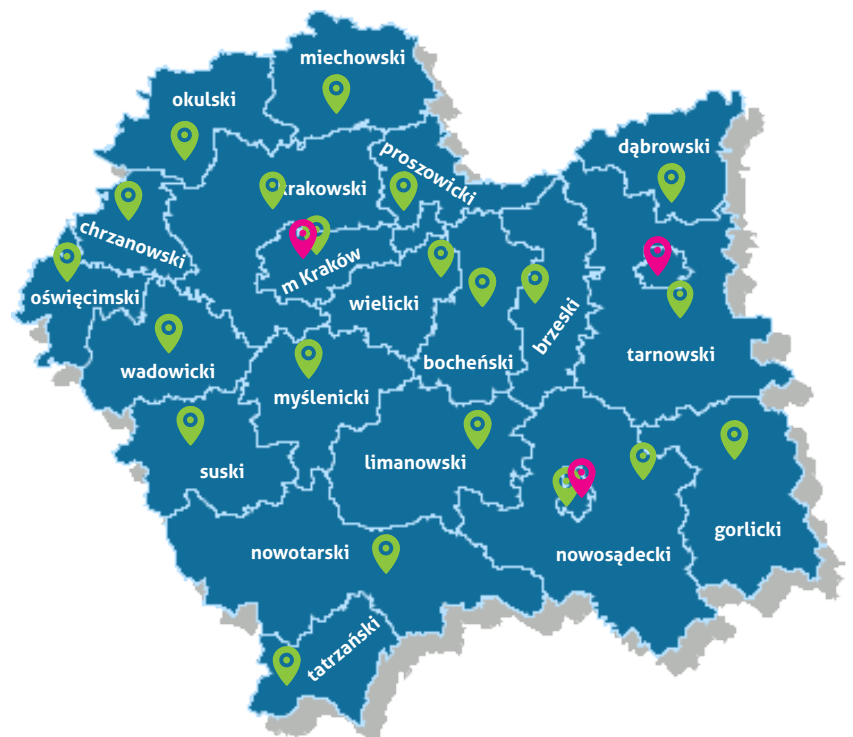 miechowski
okulski
dąbrowski
proszowicki
krakowski
chrzanowski
m Kraków
oświęcimski
wielicki
brzeski
tarnowski
bocheński
wadowicki
myślenicki
limanowski
suski
gorlicki
nowotarski
nowosądecki
tatrzański